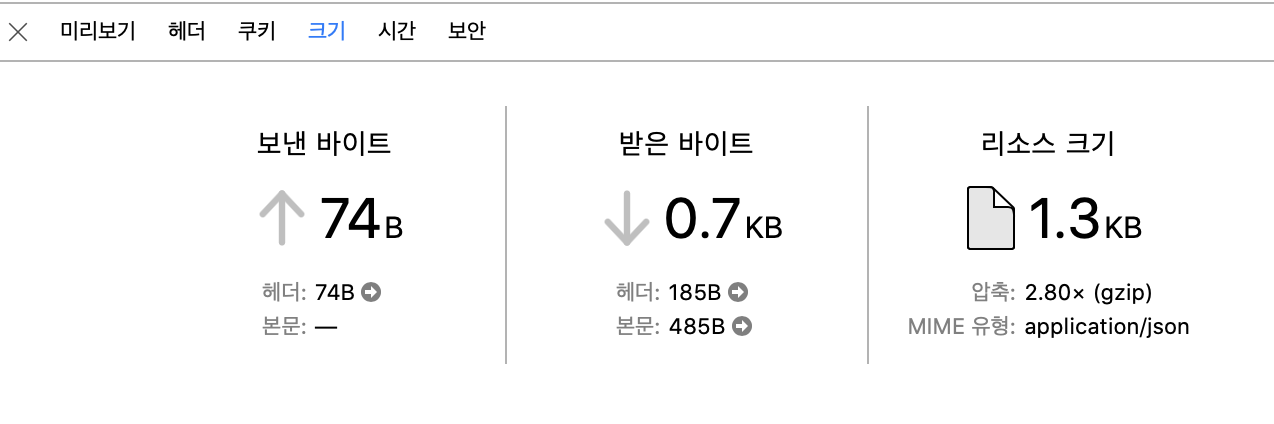 미리보기 헤더 쿠키 크기 시간 보안
보낸 바이트
74B
헤더: 74B
본문: —
받은 바이트
0.7KB
헤더: 185B
본문: 485B
리소스 크기
1.3KB
압축: 2.80× (gzip)
MIME 유형: application/json